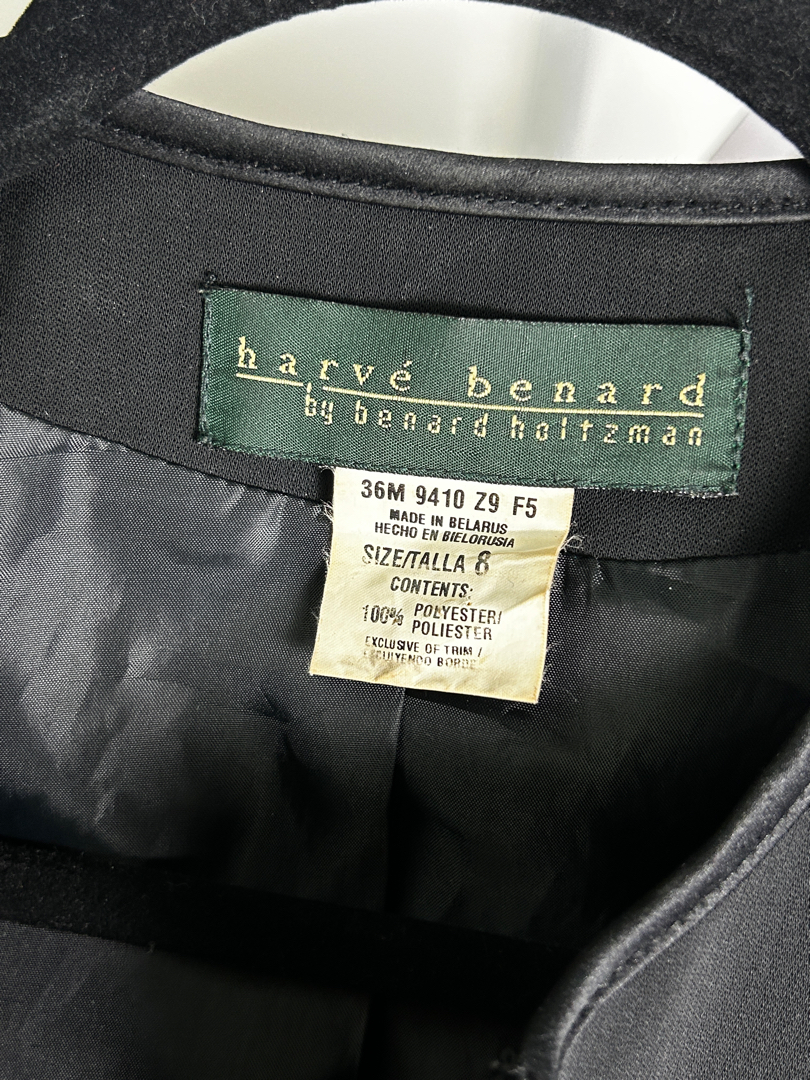 harvé benard
by benard holtzman
36M 9410 Z9 F5
MADE IN BELARUS
HECHO EN BIELORUSIA
SIZE/TALLA 8
CONTENTS:
100% POLYESTER/
POLIESTER
EXCLUSIVE OF TRIM /